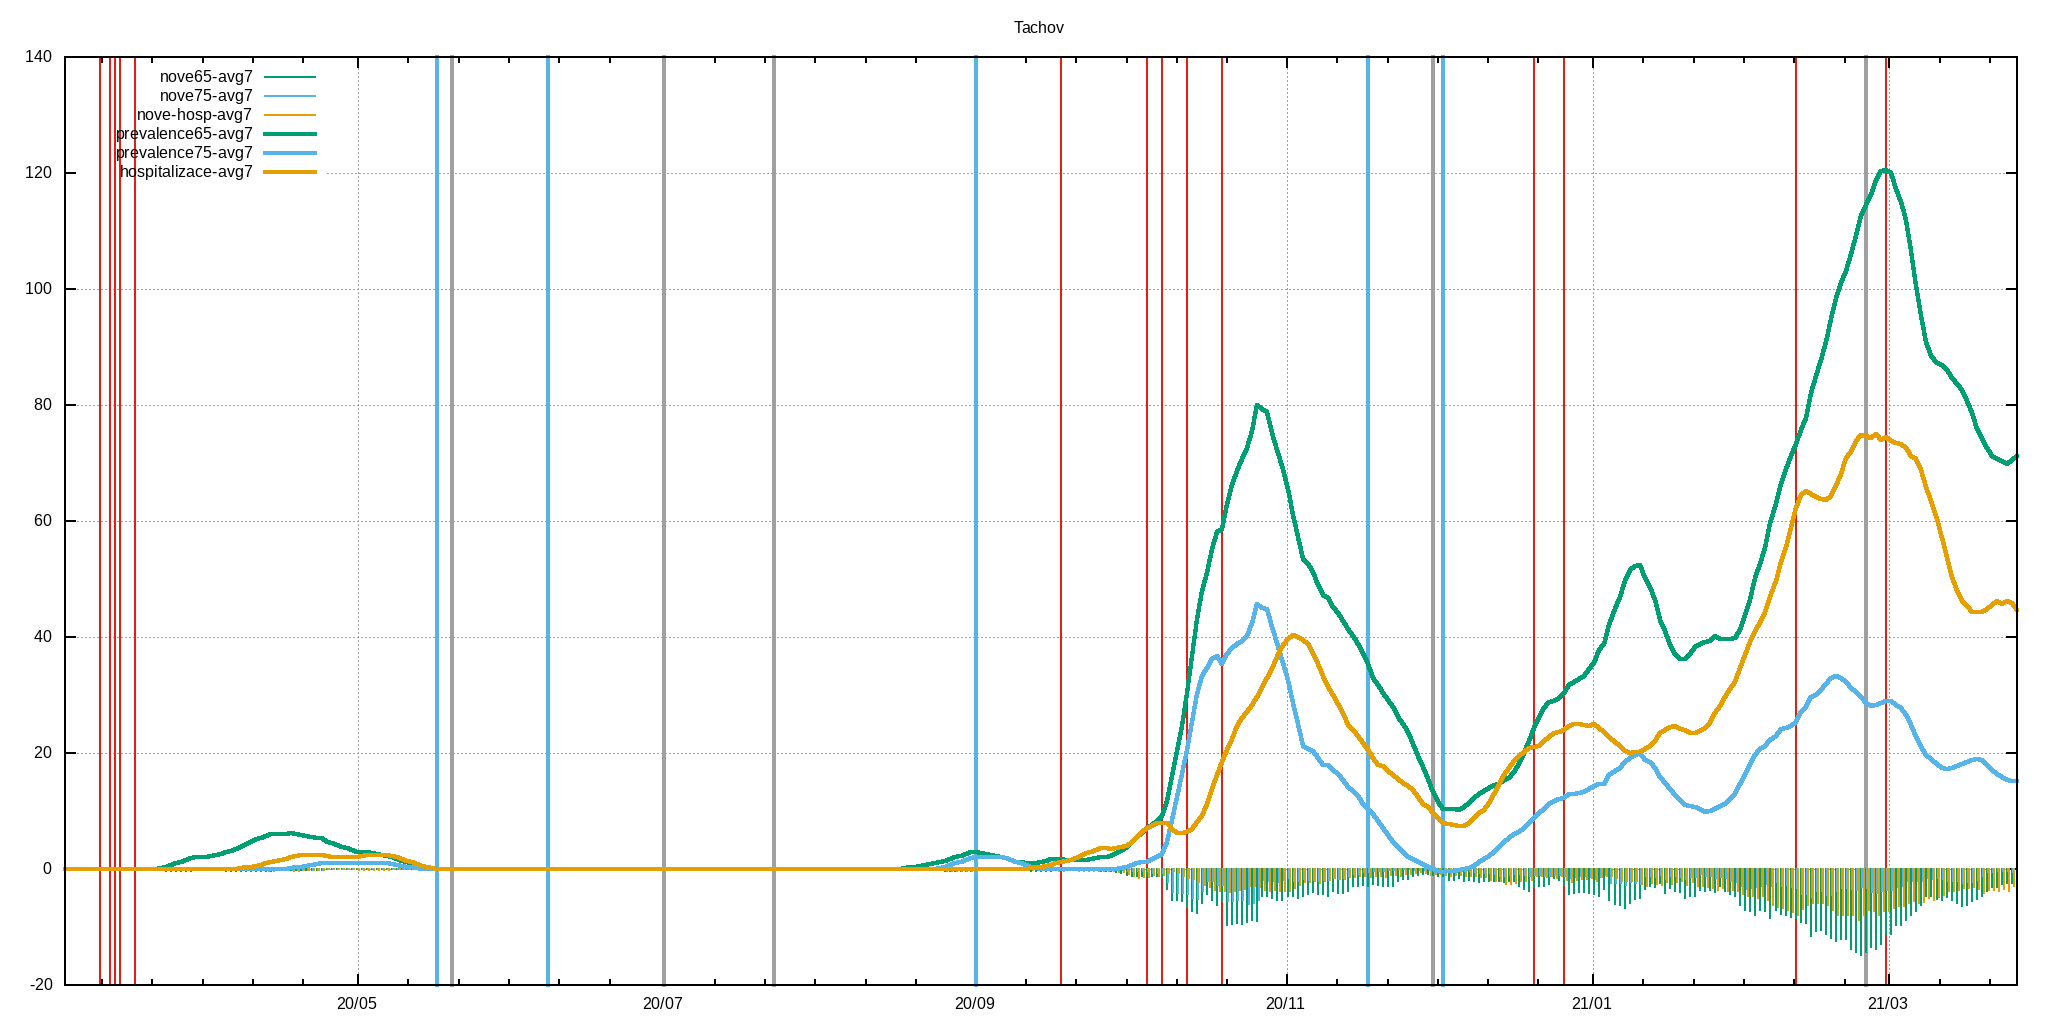 Tachov
140
120
100
80
60
40
20
0
-20
nove65-avg7
nove75-avg7
nove-hosp-avg7
prevalence65-avg7
prevalence75-avg7
hospitalizace-avg7
20/05 20/07 20/09 20/11 21/01 21/03